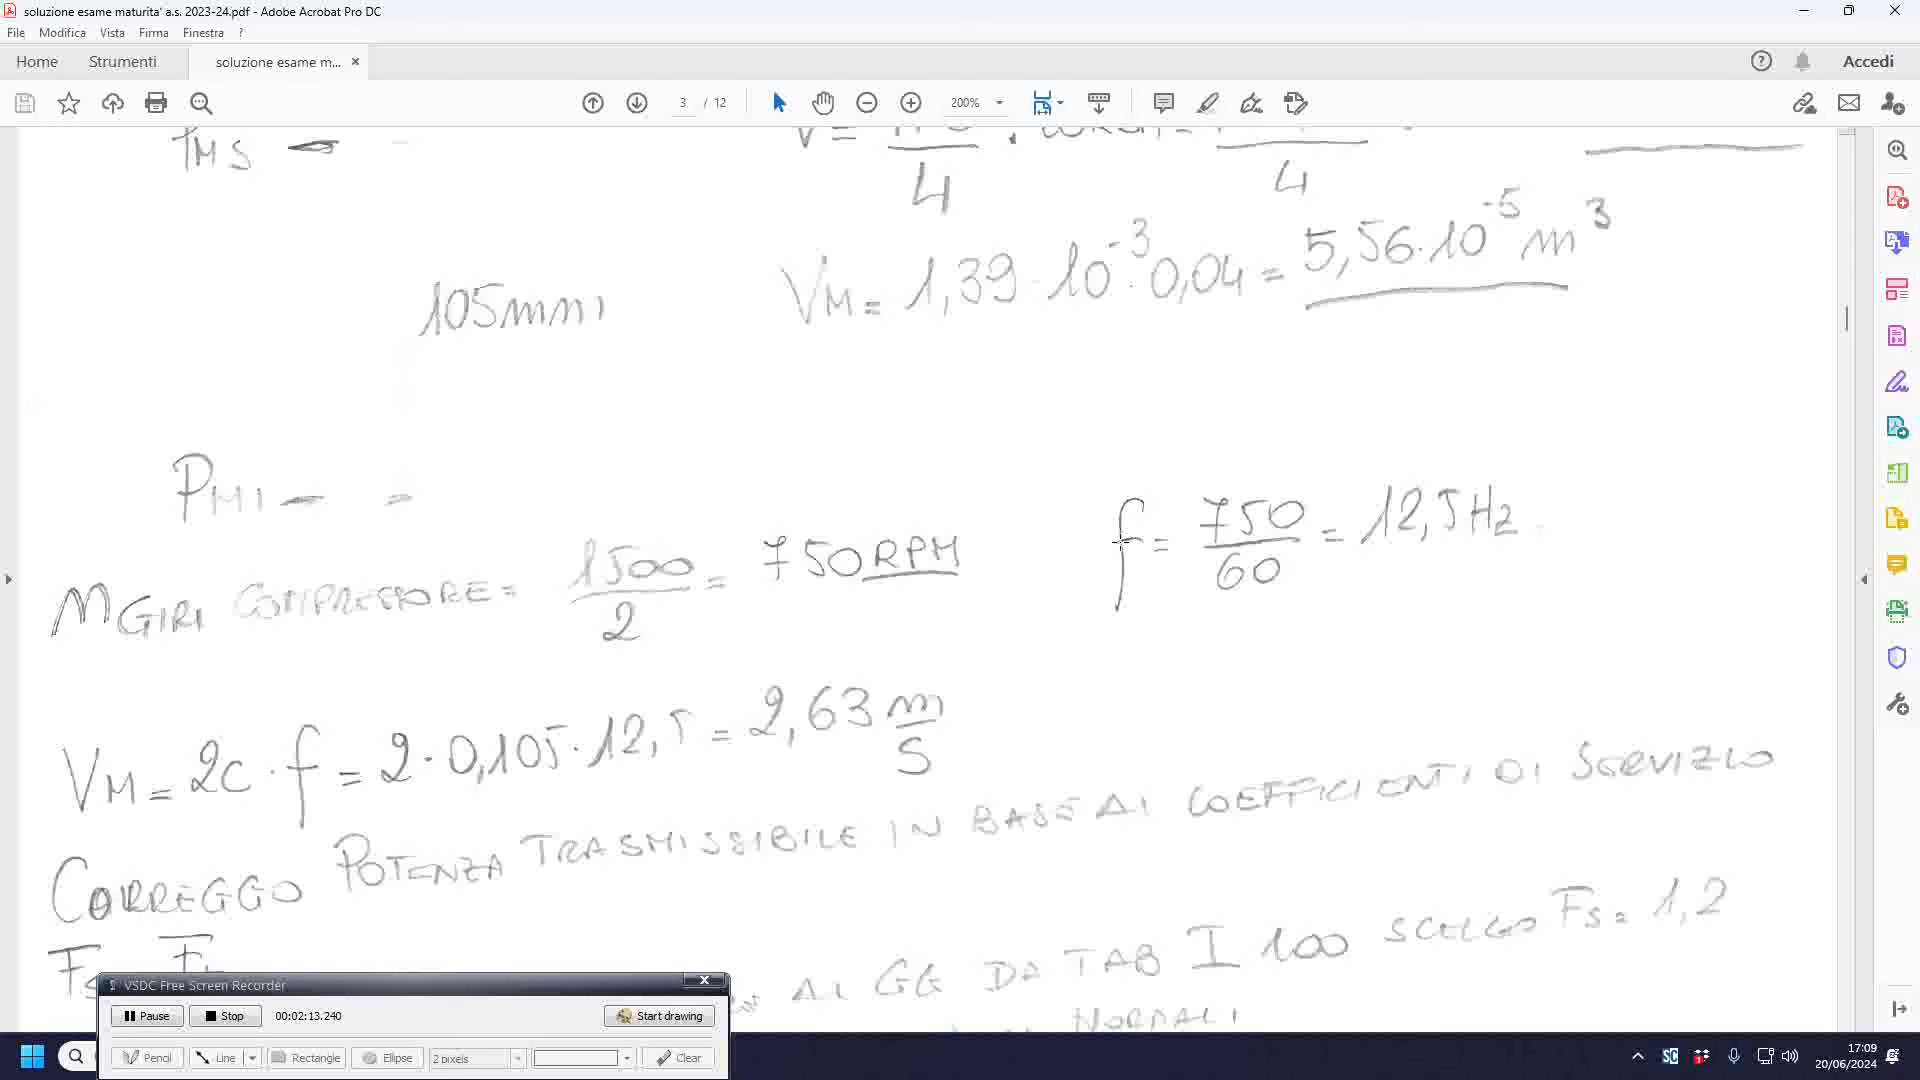 soluzione esame maturita' a.s. 2023-24.pdf - Adobe Acrobat Pro DC
File Modifica Vista Firma Finestra ?
Home Strumenti soluzione esame m... × Accedi
3 / 12 200%
PMS - V = 4 · CORSA = 4
VM = 1,39 · 10⁻³ · 0,04 = 5,56 · 10⁻⁵ m³
105mm
PMI - =
f = 750/60 = 12,5 Hz
M GIRI COMPRESSORE = 1500/2 = 750 RPM
VM = 2C · f = 2 · 0,105 · 12,5 = 2,63 m/s
CORREGGO POTENZA TRASMISSIBILE IN BASE AI COEFFICIENTI DI SERVIZIO
AL GG DA TAB I 100 SCELGO FS = 1,2
NORMALI
VSDC Free Screen Recorder
Pause Stop 00:02:13.240 Start drawing
Pencil Line Rectangle Ellipse 2 pixels Clear
17:09
20/06/2024